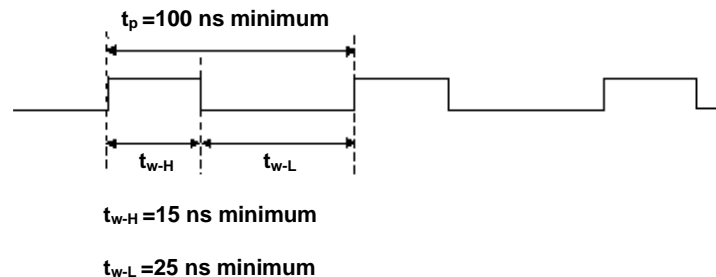 tp =100 ns minimum
tw-H
tw-L
tw-H =15 ns minimum
tw-L =25 ns minimum